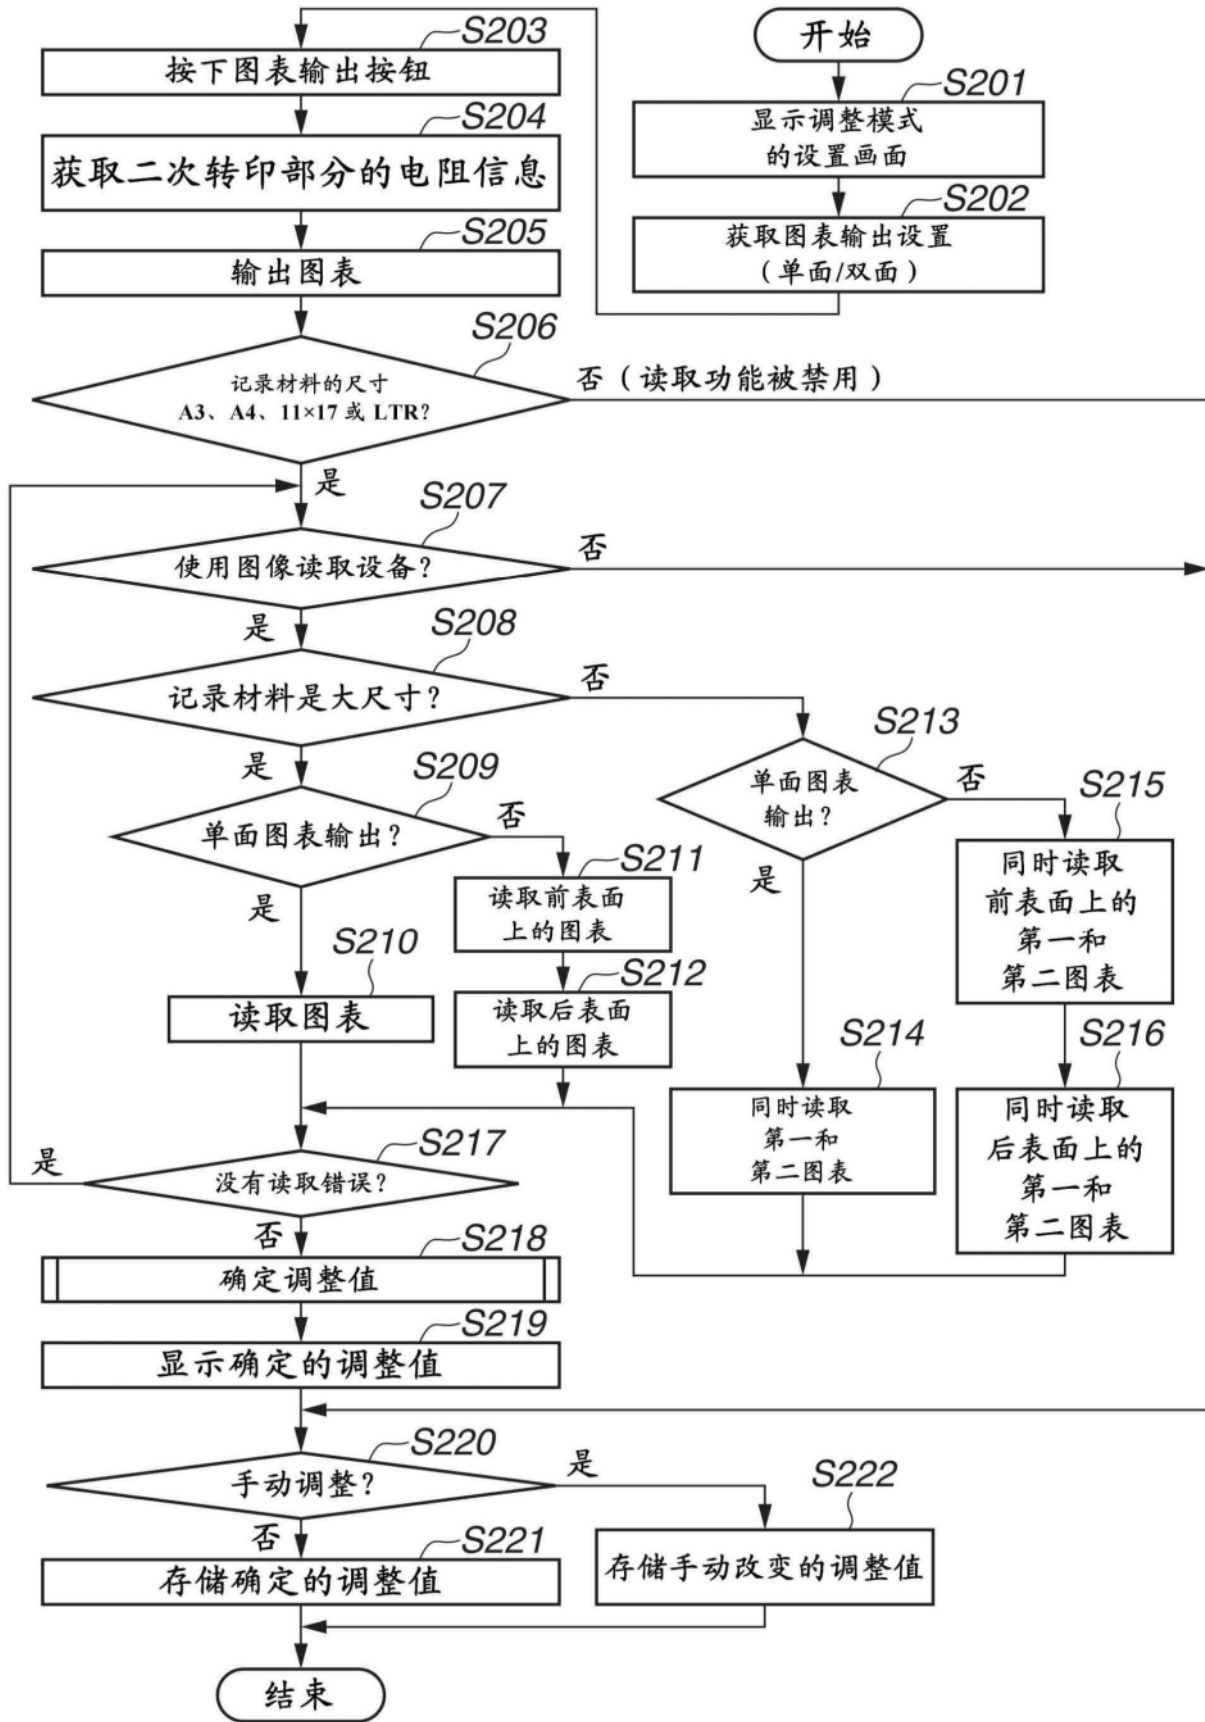 开始
S201
显示调整模式
的设置画面
S202
获取图表输出设置
（单面/双面）
S203
按下图表输出按钮
S204
获取二次转印部分的电阻信息
S205
输出图表
S206
记录材料的尺寸
A3、A4、11×17 或 LTR？
否（读取功能被禁用）
是
S207
使用图像读取设备？
否
是
S208
记录材料是大尺寸？
否
是
S209
单面图表输出？
否
是
S210
读取图表
S211
读取前表面
上的图表
S212
读取后表面
上的图表
S213
单面图表
输出？
否
是
S214
同时读取
第一和
第二图表
S215
同时读取
前表面上的
第一和
第二图表
S216
同时读取
后表面上的
第一和
第二图表
S217
没有读取错误？
是
否
S218
确定调整值
S219
显示确定的调整值
S220
手动调整？
是
否
S221
存储确定的调整值
S222
存储手动改变的调整值
结束